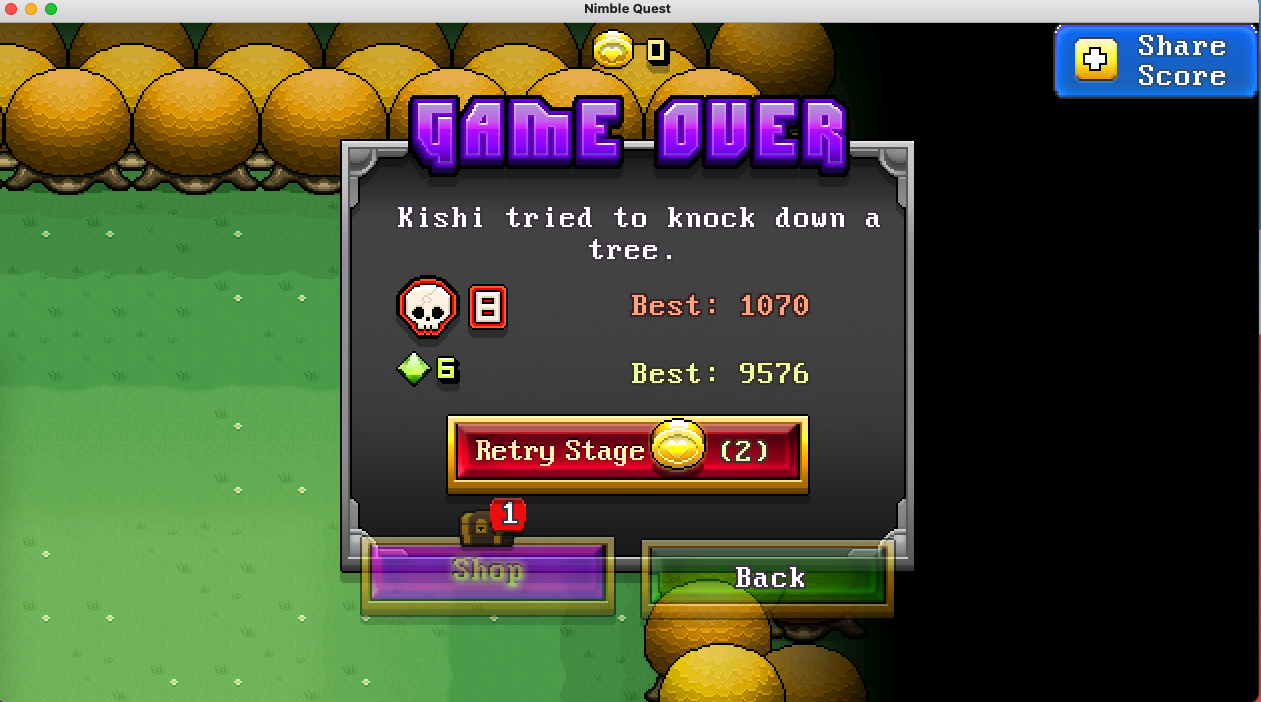 Nimble Quest
0
Share
Score
GAME OVER
Kishi tried to knock down a
tree.
8
Best: 1070
6
Best: 9576
Retry Stage (2)
1
Shop
Back